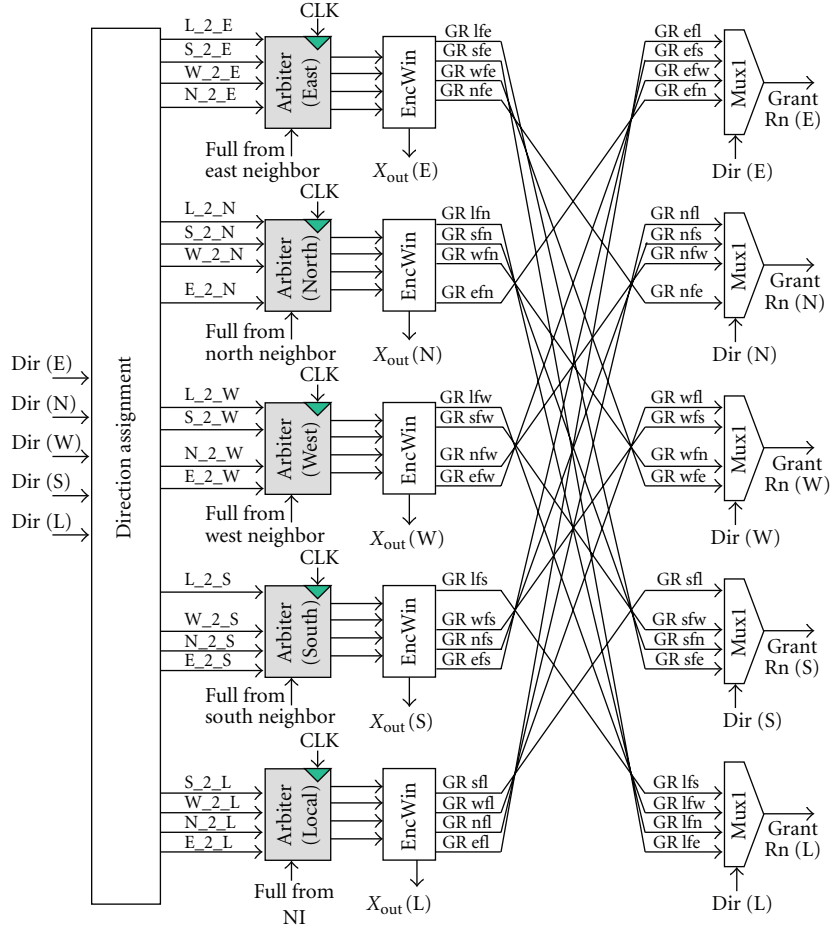 Dir (E)
Dir (N)
Dir (W)
Dir (S)
Dir (L)
Direction assignment
L_2_E
S_2_E
W_2_E
N_2_E
CLK
Arbiter
(East)
Full from
east neighbor
EncWin
Xout (E)
GR lfe
GR sfe
GR wfe
GR nfe
GR efl
GR efs
GR efw
GR efn
Mux1
Grant
Rn (E)
Dir (E)
L_2_N
S_2_N
W_2_N
E_2_N
CLK
Arbiter
(North)
Full from
north neighbor
EncWin
Xout (N)
GR lfn
GR sfn
GR wfn
GR efn
GR nfl
GR nfs
GR nfw
GR nfe
Mux1
Grant
Rn (N)
Dir (N)
L_2_W
S_2_W
N_2_W
E_2_W
CLK
Arbiter
(West)
Full from
west neighbor
EncWin
Xout (W)
GR lfw
GR sfw
GR nfw
GR efw
GR wfl
GR wfs
GR wfn
GR wfe
Mux1
Grant
Rn (W)
Dir (W)
L_2_S
W_2_S
N_2_S
E_2_S
CLK
Arbiter
(South)
Full from
south neighbor
EncWin
Xout (S)
GR lfs
GR wfs
GR nfs
GR efs
GR sfl
GR sfw
GR sfn
GR sfe
Mux1
Grant
Rn (S)
Dir (S)
S_2_L
W_2_L
N_2_L
E_2_L
CLK
Arbiter
(Local)
Full from
NI
EncWin
Xout (L)
GR sfl
GR wfl
GR nfl
GR efl
GR lfs
GR lfw
GR lfn
GR lfe
Mux1
Grant
Rn (L)
Dir (L)